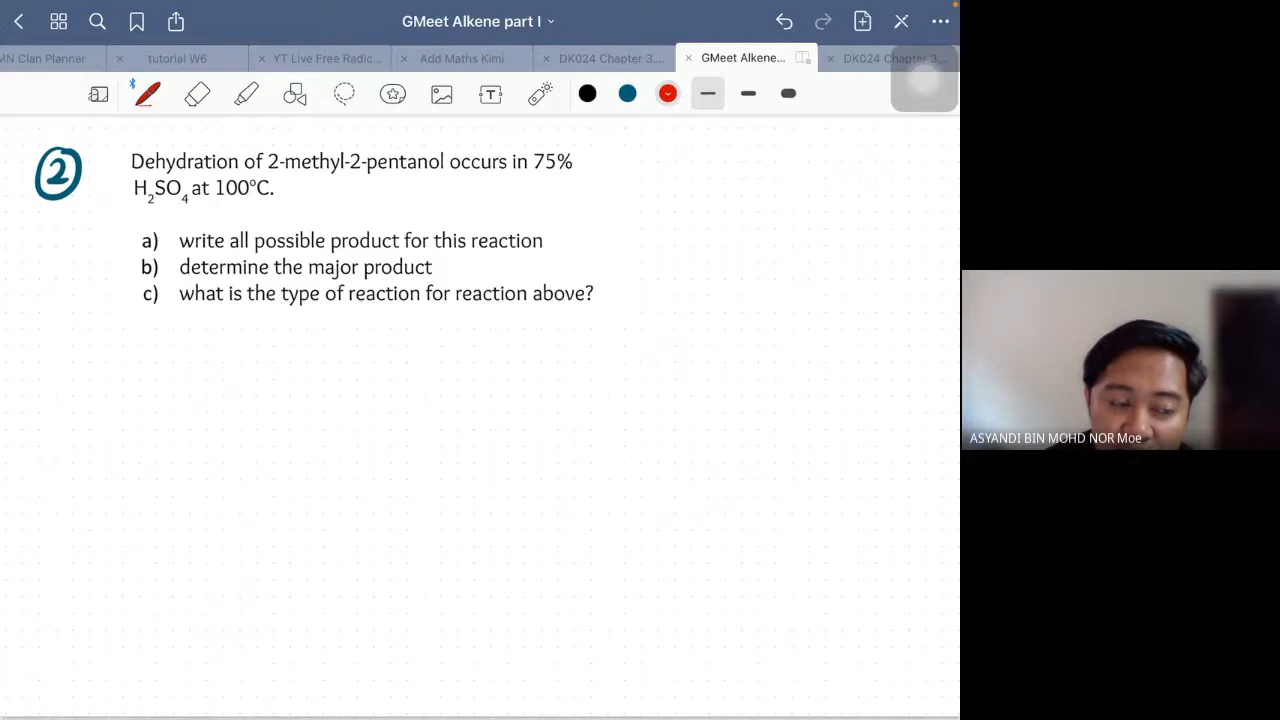 GMeet Alkene part I
MN Clan Planner
tutorial W6
YT Live Free Radic...
Add Maths Kimi
DK024 Chapter 3....
GMeet Alkene...
DK024 Chapter 3....
2
Dehydration of 2-methyl-2-pentanol occurs in 75%
H₂SO₄ at 100°C.
a) write all possible product for this reaction
b) determine the major product
c) what is the type of reaction for reaction above?
ASYANDI BIN MOHD NOR Moe